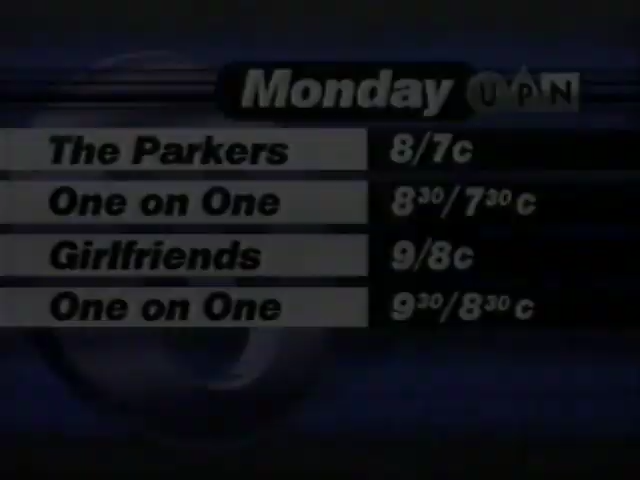 Monday UPN
The Parkers 8/7c
One on One 8³⁰/7³⁰c
Girlfriends 9/8c
One on One 9³⁰/8³⁰c